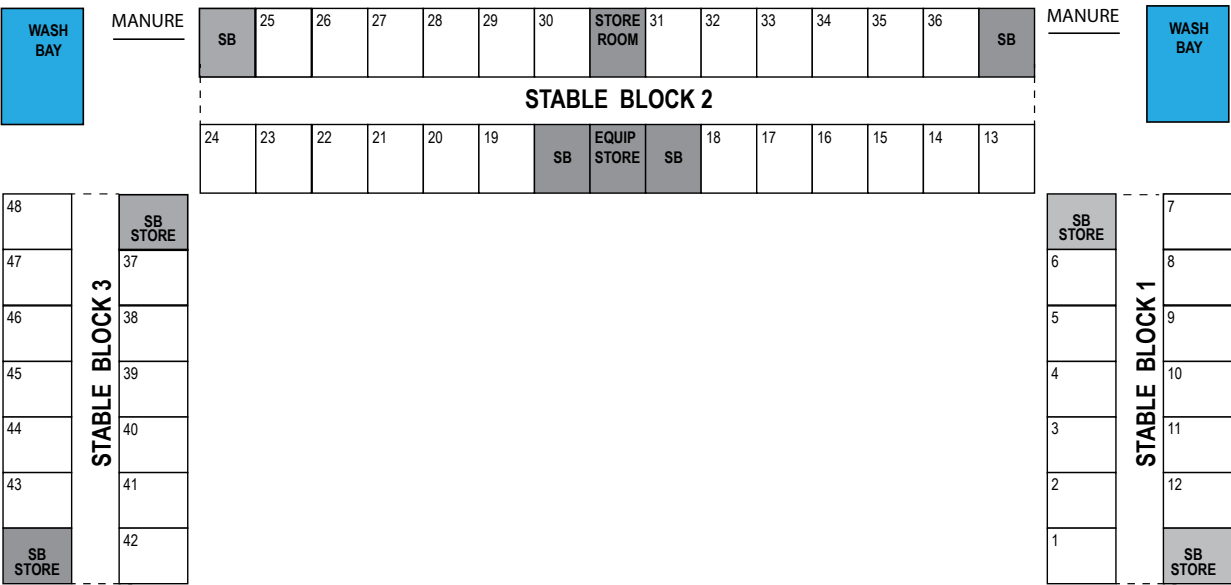 WASH
BAY
MANURE
SB
25
26
27
28
29
30
STORE
ROOM
31
32
33
34
35
36
SB
MANURE
WASH
BAY
STABLE BLOCK 2
24
23
22
21
20
19
SB
EQUIP
STORE
SB
18
17
16
15
14
13
48
47
46
45
44
43
SB
STORE
STABLE BLOCK 3
SB
STORE
37
38
39
40
41
42
SB
STORE
6
5
4
3
2
1
STABLE BLOCK 1
7
8
9
10
11
12
SB
STORE